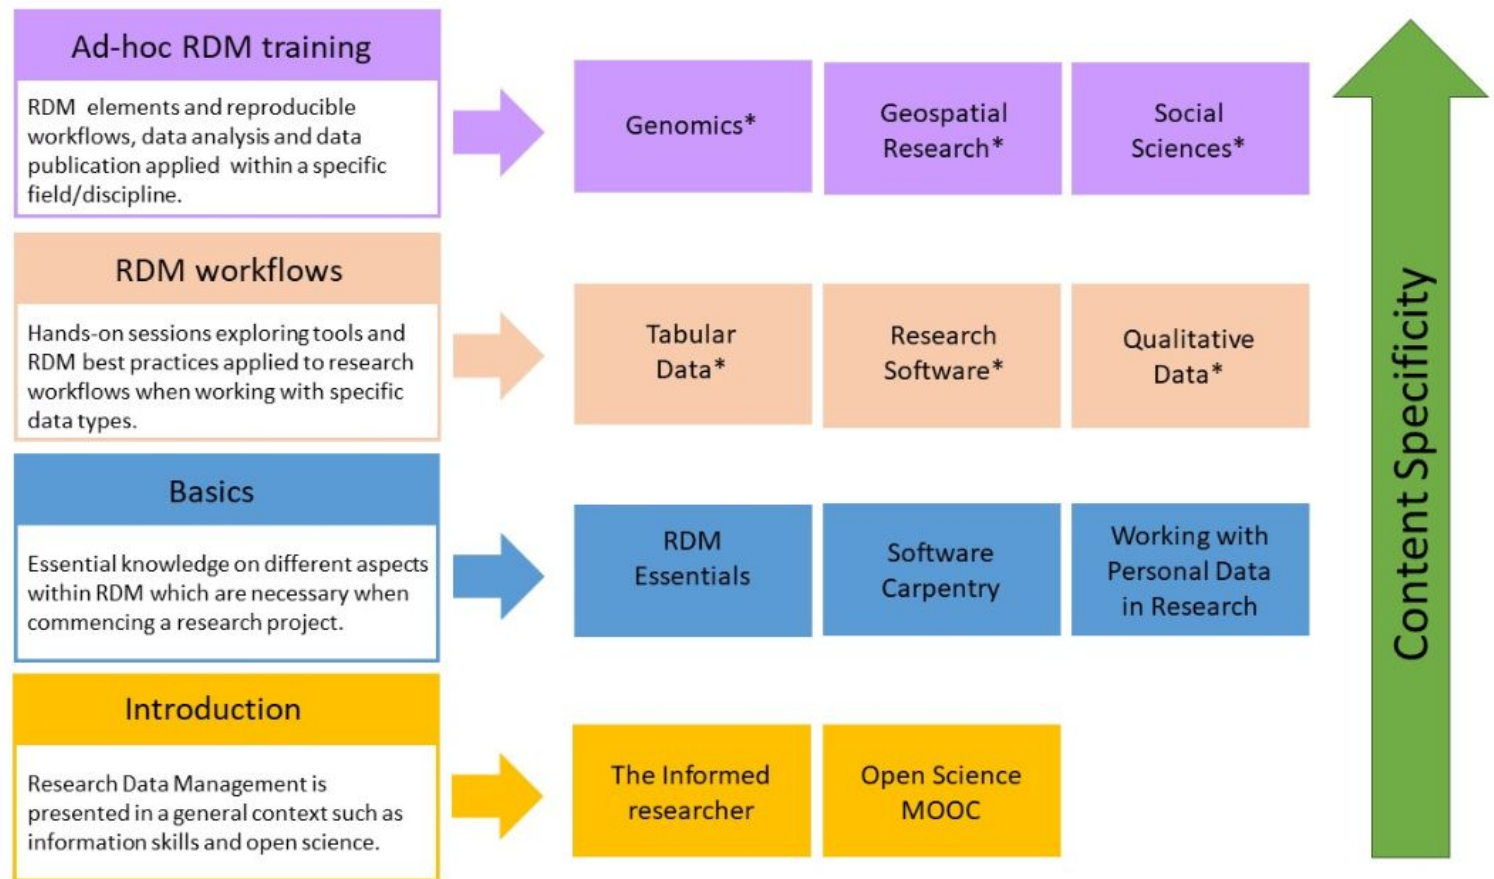 Ad-hoc RDM training
RDM elements and reproducible
workflows, data analysis and data
publication applied within a specific
field/discipline.
Genomics*
Geospatial
Research*
Social
Sciences*
RDM workflows
Hands-on sessions exploring tools and
RDM best practices applied to research
workflows when working with specific
data types.
Tabular
Data*
Research
Software*
Qualitative
Data*
Basics
Essential knowledge on different aspects
within RDM which are necessary when
commencing a research project.
RDM
Essentials
Software
Carpentry
Working with
Personal Data
in Research
Introduction
Research Data Management is
presented in a general context such as
information skills and open science.
The Informed
researcher
Open Science
MOOC
Content Specificity